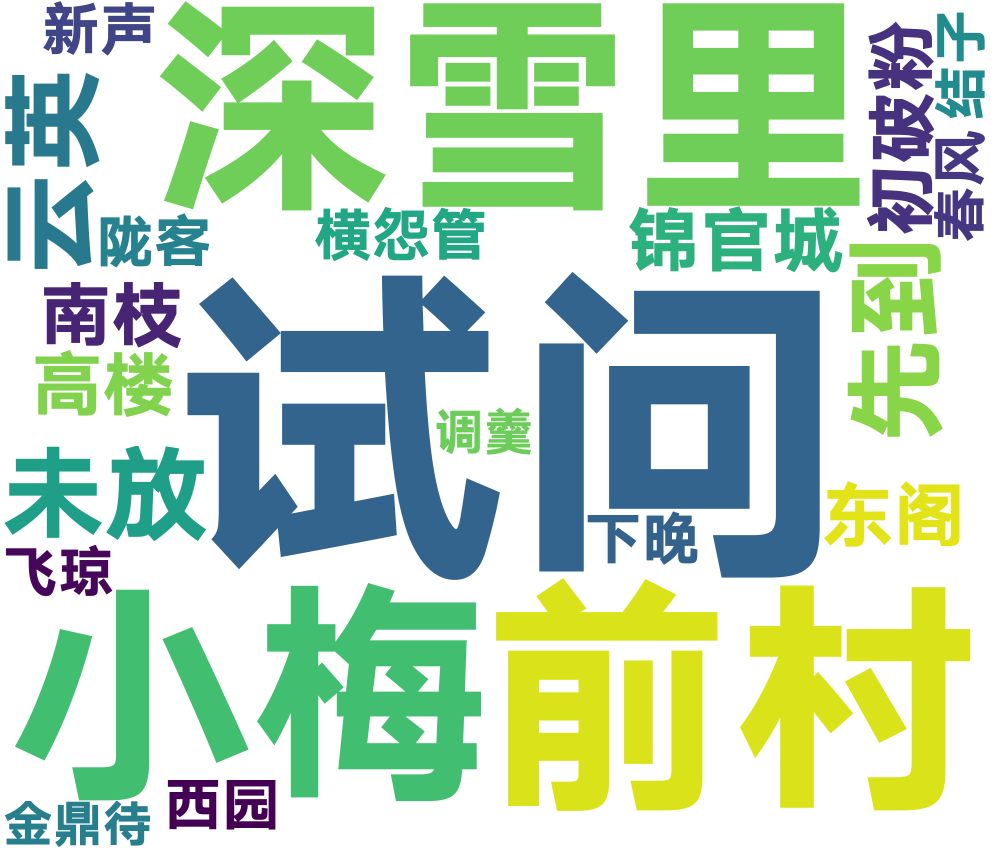 新声
深雪里
初破粉
结子
春风
云英
陇客
横怨管
锦官城
先到
南枝
高楼
试问
调羹
未放
下晚
东阁
飞琼
小梅
前村
西园
金鼎待